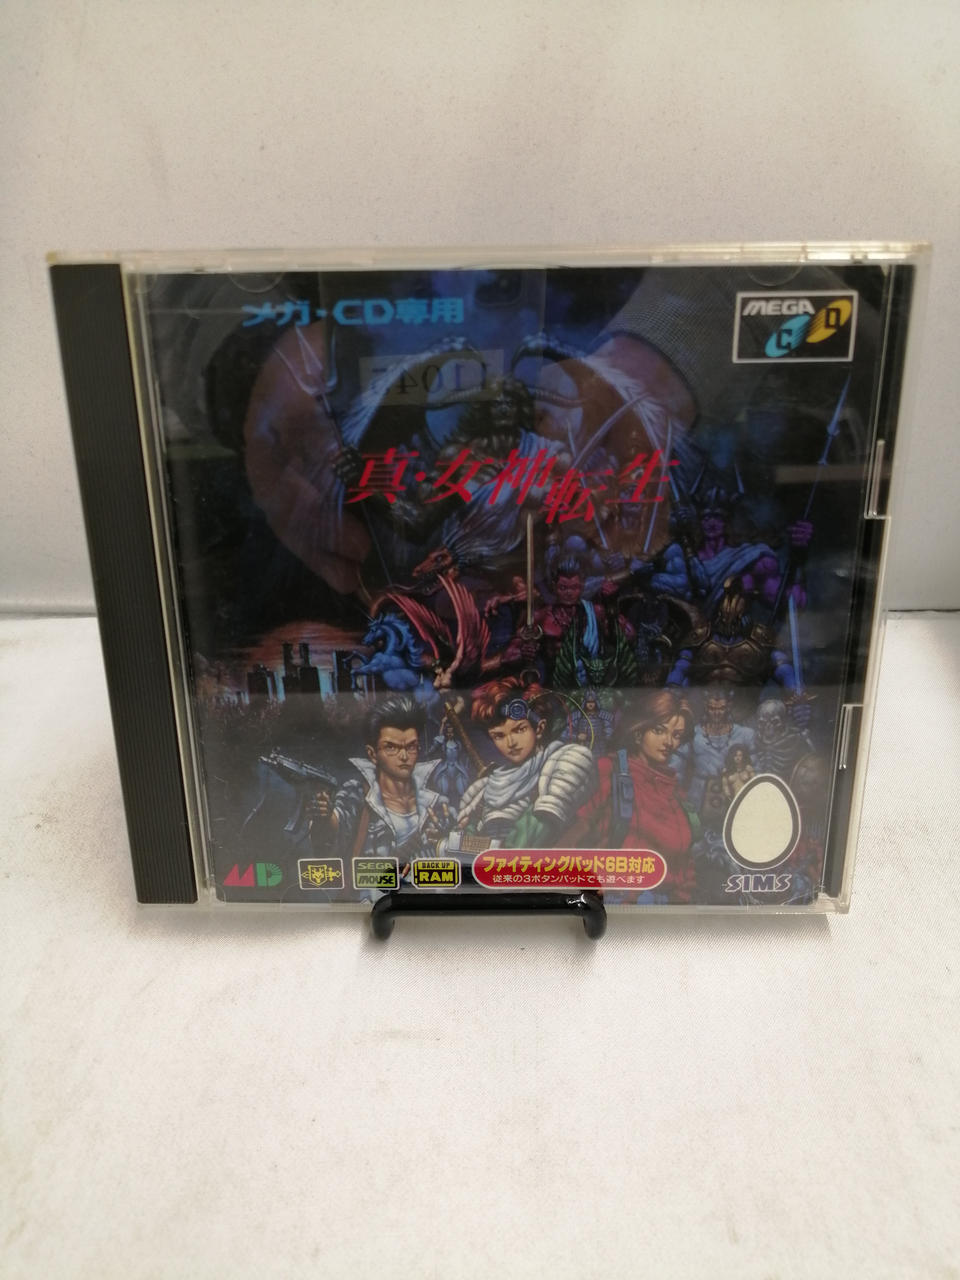 メガ-CD専用
MEGA
CD
11045
真・女神転生
MD
SEGA
MOUSE
BACK UP
RAM
ファイティングパッド6B対応
従来の3ボタンパッドでも遊べます
SIMS